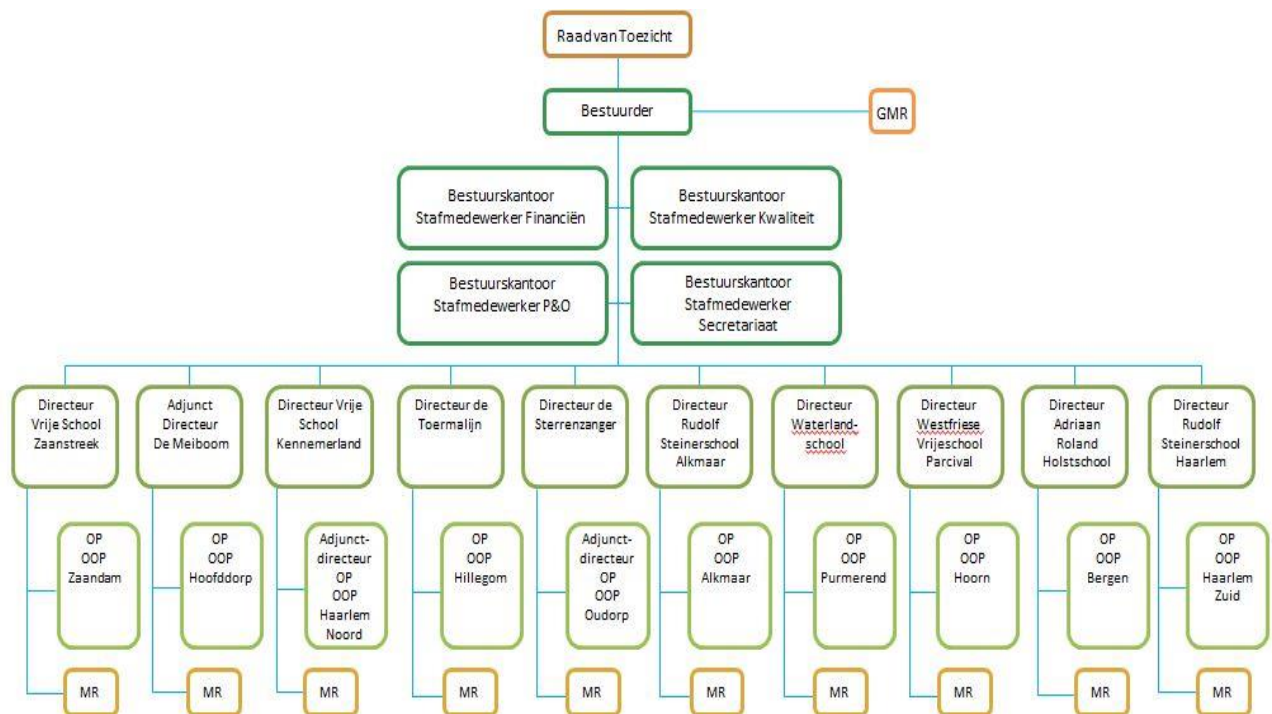 Raad van Toezicht
Bestuurder
GMR
Bestuurskantoor
Stafmedewerker Financiën
Bestuurskantoor
Stafmedewerker Kwaliteit
Bestuurskantoor
Stafmedewerker P&O
Bestuurskantoor
Stafmedewerker
Secretariaat
Directeur
Vrije School
Zaanstreek
Adjunct
Directeur
De Meiboom
Directeur Vrije
School
Kennemerland
Directeur de
Toermalijn
Directeur de
Sterrenzanger
Directeur
Rudolf
Steinerschool
Alkmaar
Directeur
Waterland-
school
Directeur
Westfriese
Vrijeschool
Parcival
Directeur
Adriaan
Roland
Holstschool
Directeur
Rudolf
Steinerschool
Haarlem
OP
OOP
Zaandam
OP
OOP
Hoofddorp
Adjunct-
directeur
OP
OOP
Haarlem
Noord
OP
OOP
Hillegom
Adjunct-
directeur
OP
OOP
Oudorp
OP
OOP
Alkmaar
OP
OOP
Purmerend
OP
OOP
Hoorn
OP
OOP
Bergen
OP
OOP
Haarlem
Zuid
MR
MR
MR
MR
MR
MR
MR
MR
MR
MR